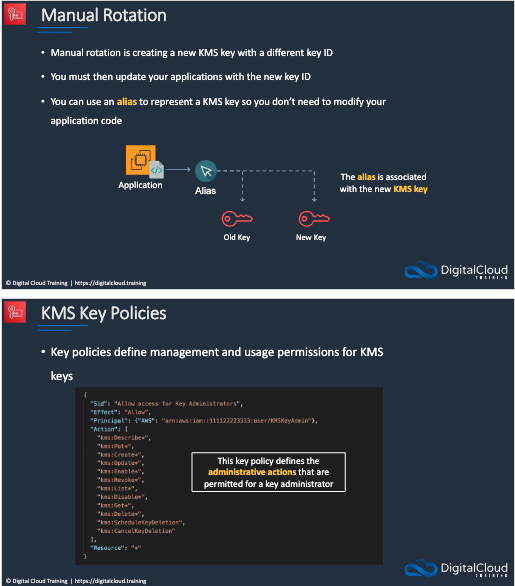 Manual Rotation
• Manual rotation is creating a new KMS key with a different key ID
• You must then update your applications with the new key ID
• You can use an alias to represent a KMS key so you don't need to modify your
application code
Application
Alias
The alias is associated
with the new KMS key
Old Key
New Key
DigitalCloud
TRAINING
© Digital Cloud Training | https://digitalcloud.training
KMS Key Policies
• Key policies define management and usage permissions for KMS
keys
{
"Sid": "Allow access for Key Administrators",
"Effect": "Allow",
"Principal": {"AWS": "arn:aws:iam::111122223333:user/KMSKeyAdmin"},
"Action": [
"kms:Describe*",
"kms:Put*",
"kms:Create*",
"kms:Update*",
"kms:Enable*",
"kms:Revoke*",
"kms:List*",
"kms:Disable*",
"kms:Get*",
"kms:Delete*",
"kms:ScheduleKeyDeletion",
"kms:CancelKeyDeletion"
],
"Resource": "*"
}
This key policy defines the
administrative actions that are
permitted for a key administrator
DigitalCloud
TRAINING
© Digital Cloud Training | https://digitalcloud.training